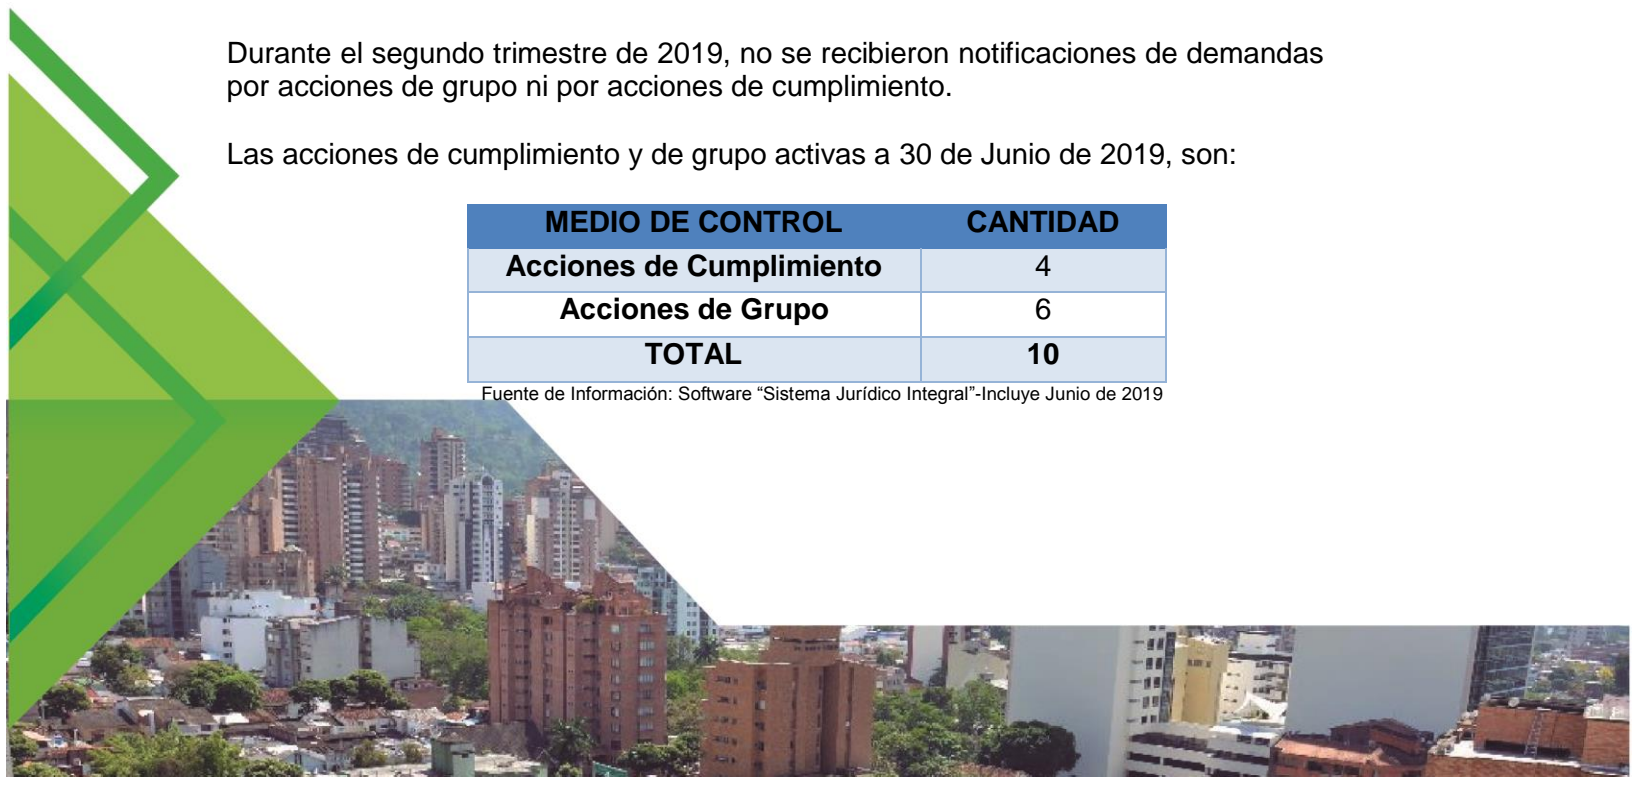 Durante el segundo trimestre de 2019, no se recibieron notificaciones de demandas
por acciones de grupo ni por acciones de cumplimiento.
Las acciones de cumplimiento y de grupo activas a 30 de Junio de 2019, son:
MEDIO DE CONTROL CANTIDAD
Acciones de Cumplimiento 4
Acciones de Grupo 6
TOTAL 10
Fuente de Información: Software “Sistema Jurídico Integral”-Incluye Junio de 2019